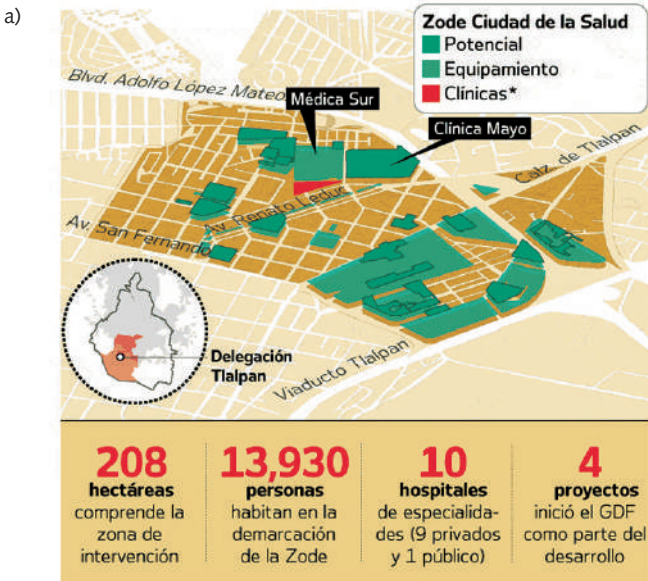 a)
Zode Ciudad de la Salud
Potencial
Equipamiento
Clínicas*
Blvd. Adolfo López Mateos
Médica Sur
Clínica Mayo
Calz. de Tlalpan
Av. Renato Leduc
Av. San Fernando
Delegación
Tlalpan
Viaducto Tlalpan
208
hectáreas
comprende la
zona de
intervención
13,930
personas
habitan en la
demarcación
de la Zode
10
hospitales
de especialida-
des (9 privados
y 1 público)
4
proyectos
inició el GDF
como parte del
desarrollo